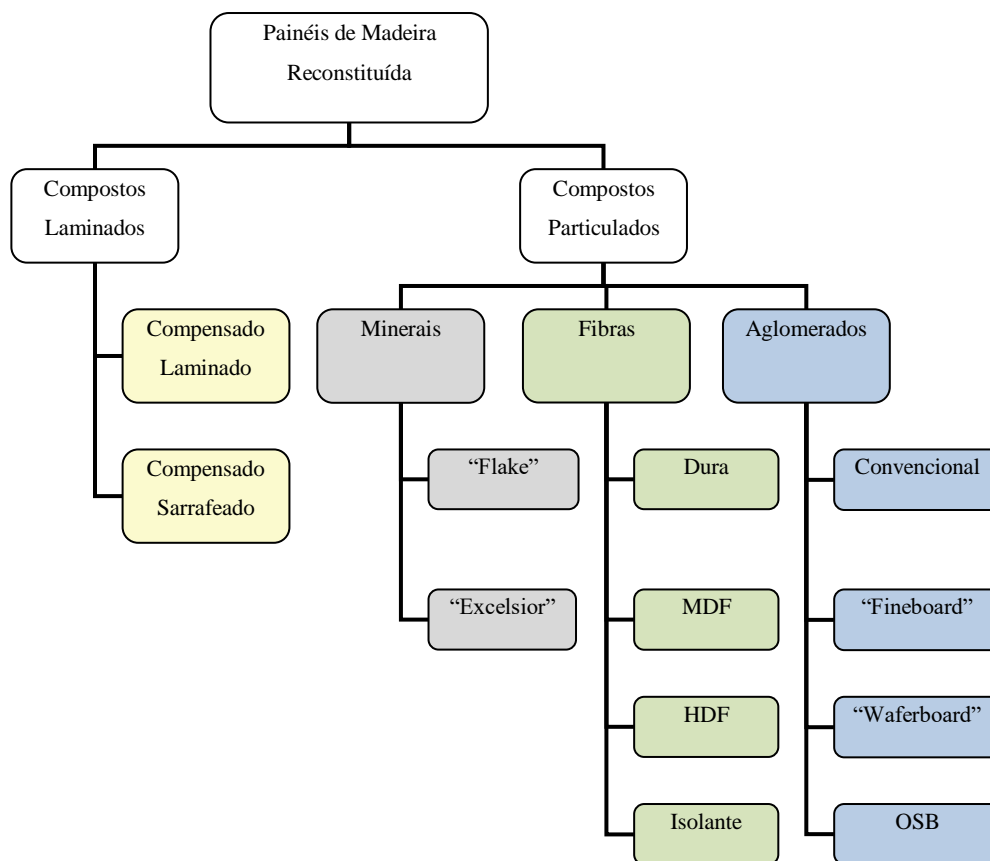 Painéis de Madeira
Reconstituída
Compostos
Laminados
Compostos
Particulados
Compensado
Laminado
Minerais
Fibras
Aglomerados
Compensado
Sarrafeado
“Flake”
Dura
Convencional
“Excelsior”
MDF
“Fineboard”
HDF
“Waferboard”
Isolante
OSB